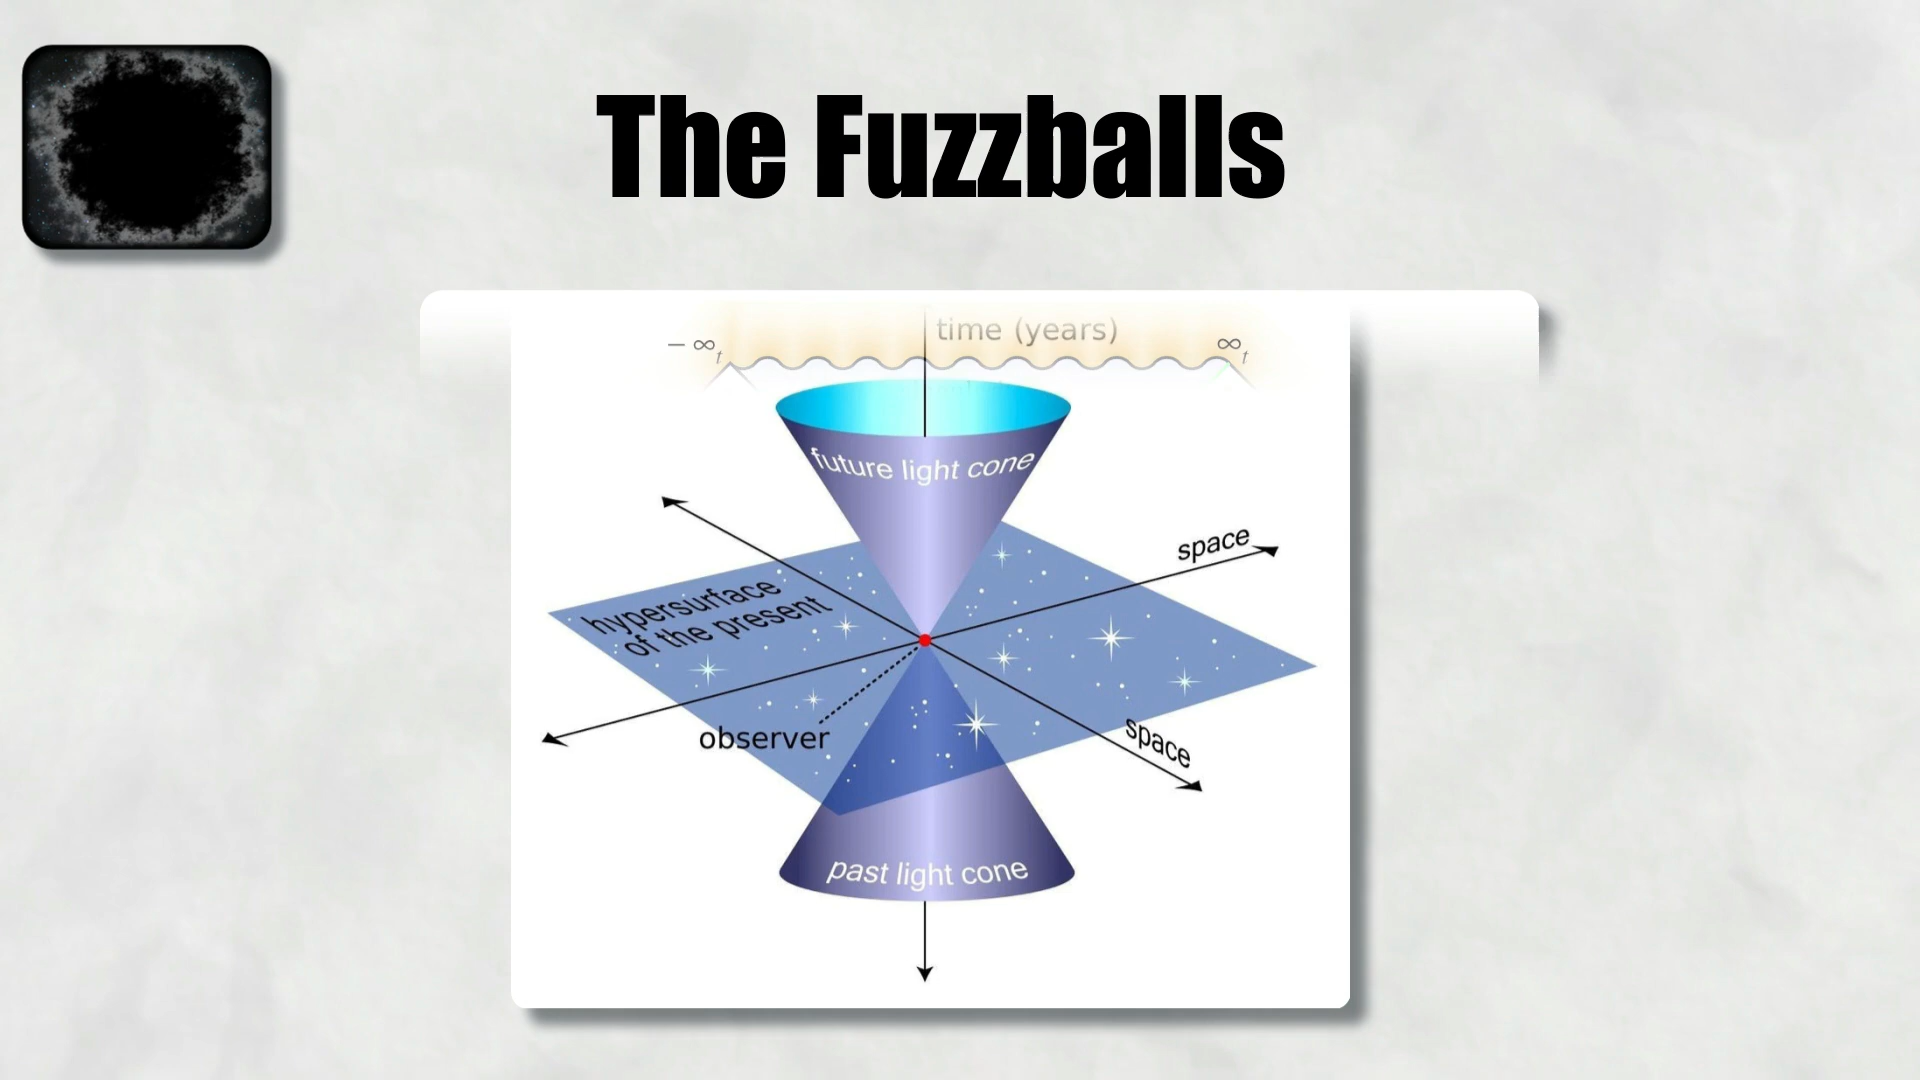 The Fuzzballs
time (years)
− ∞t
∞t
future light cone
space
hypersurface
of the present
observer
space
past light cone